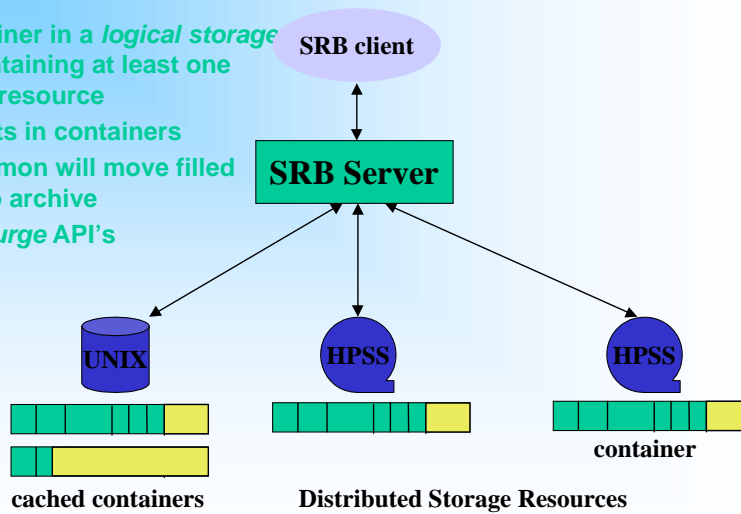 iner in a logical storage
ntaining at least one
resource
ts in containers
mon will move filled
o archive
urge API's
SRB client
SRB Server
UNIX
HPSS
HPSS
container
cached containers
Distributed Storage Resources